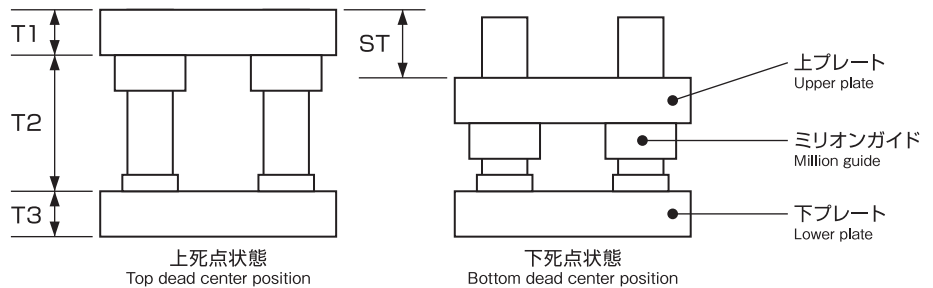 T1
T2
T3
ST
上プレート
Upper plate
ミリオンガイド
Million guide
下プレート
Lower plate
上死点状態
Top dead center position
下死点状態
Bottom dead center position